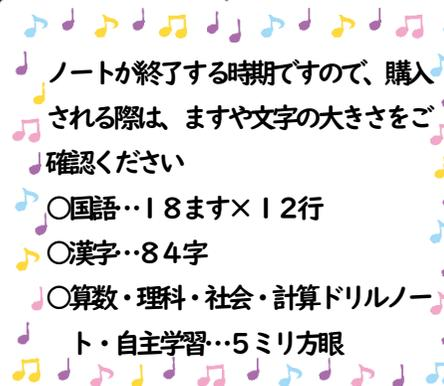 ノートが終了する時期ですので、購入
される際は、ますや文字の大きさをご
確認ください
〇国語…１８ます×１２行
〇漢字…８４字
〇算数・理科・社会・計算ドリルノー
ト・自主学習…５ミリ方眼